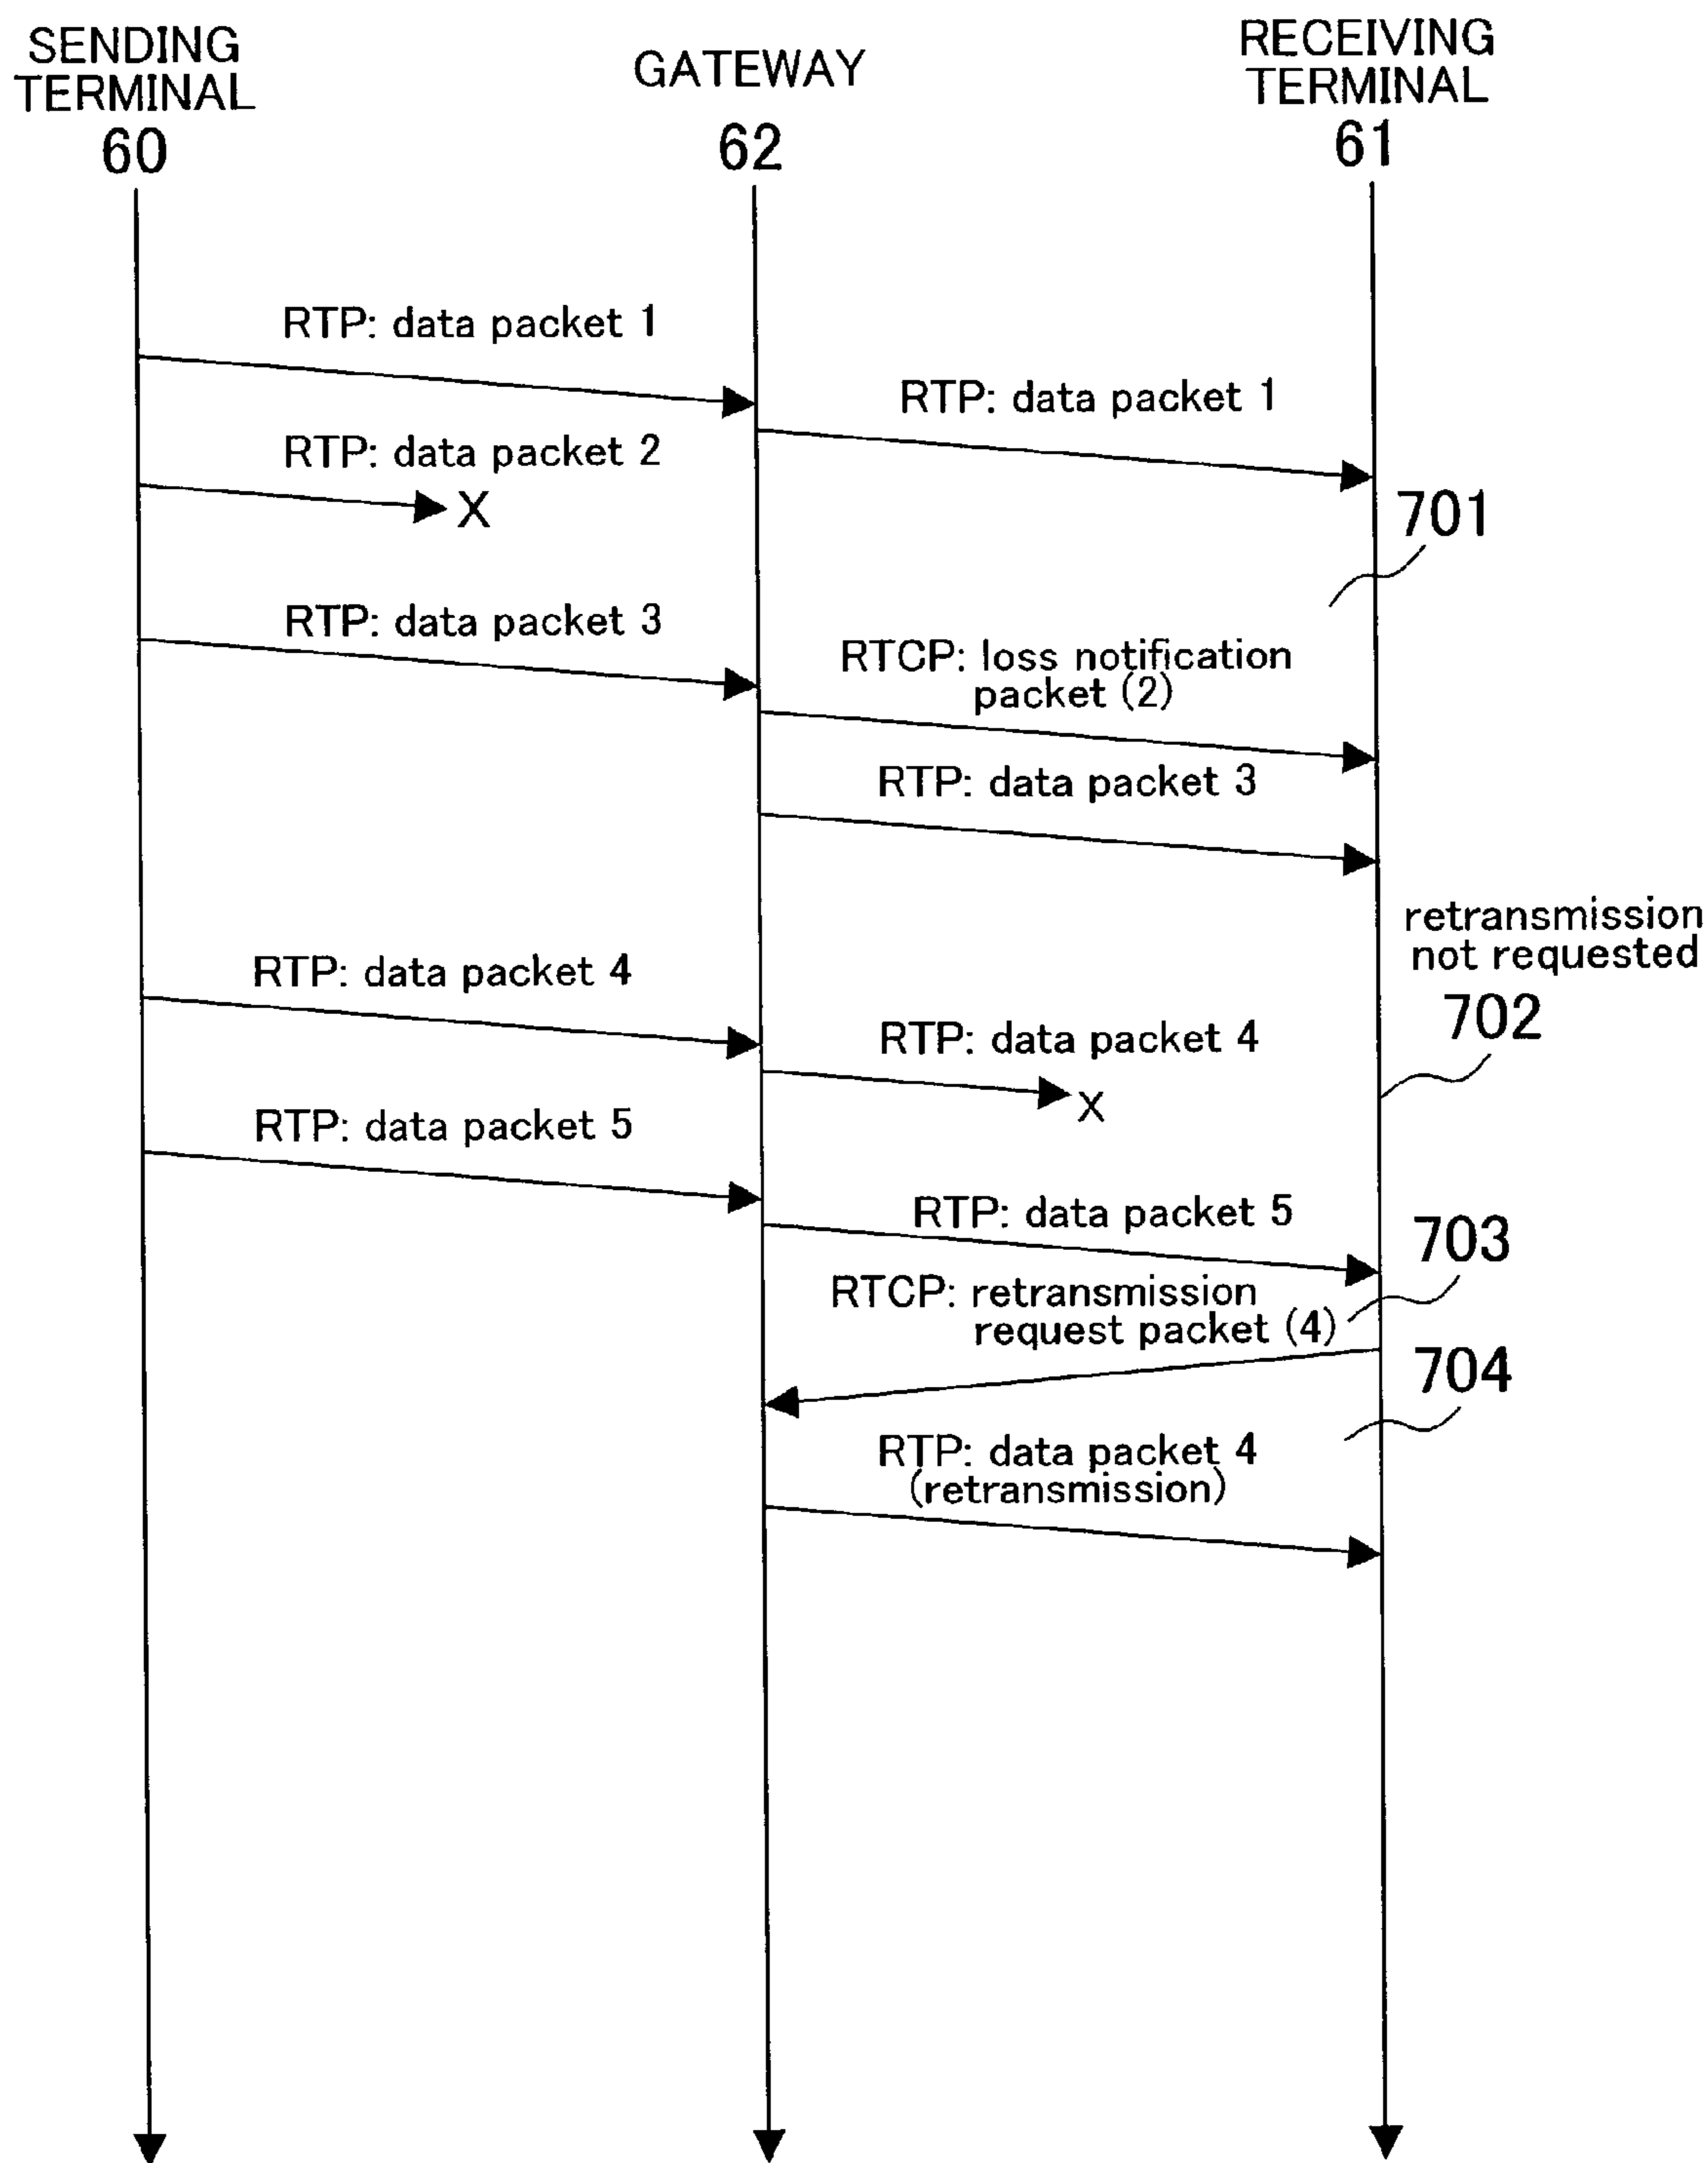 SENDING
TERMINAL
60
GATEWAY
62
RECEIVING
TERMINAL
61
RTP: data packet 1
RTP: data packet 1
RTP: data packet 2
X
701
RTP: data packet 3
RTCP: loss notification
packet (2)
RTP: data packet 3
retransmission
not requested
702
RTP: data packet 4
RTP: data packet 4
X
RTP: data packet 5
RTP: data packet 5
703
RTCP: retransmission
request packet (4)
704
RTP: data packet 4
(retransmission)